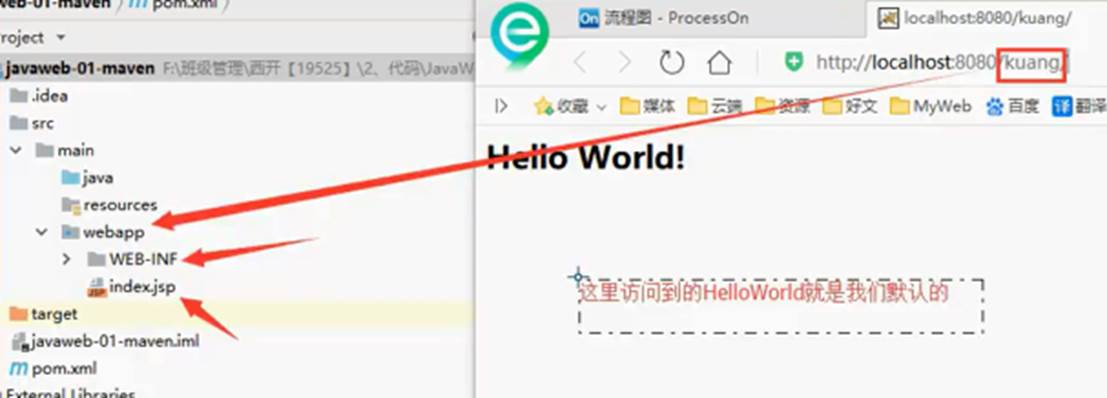 web-01-maven 〉 pom.xml
roject
javaweb-01-maven F:\班级管理\西开【19525】\2、代码\JavaW
.idea
src
main
java
resources
webapp
WEB-INF
index.jsp
target
javaweb-01-maven.iml
pom.xml
External Libraries
On 流程图 - ProcessOn
localhost:8080/kuang/
http://localhost:8080/kuang/
收藏 媒体 云端 资源 好文 MyWeb 百度 译 翻译
Hello World!
这里访问到的HelloWorld就是我们默认的